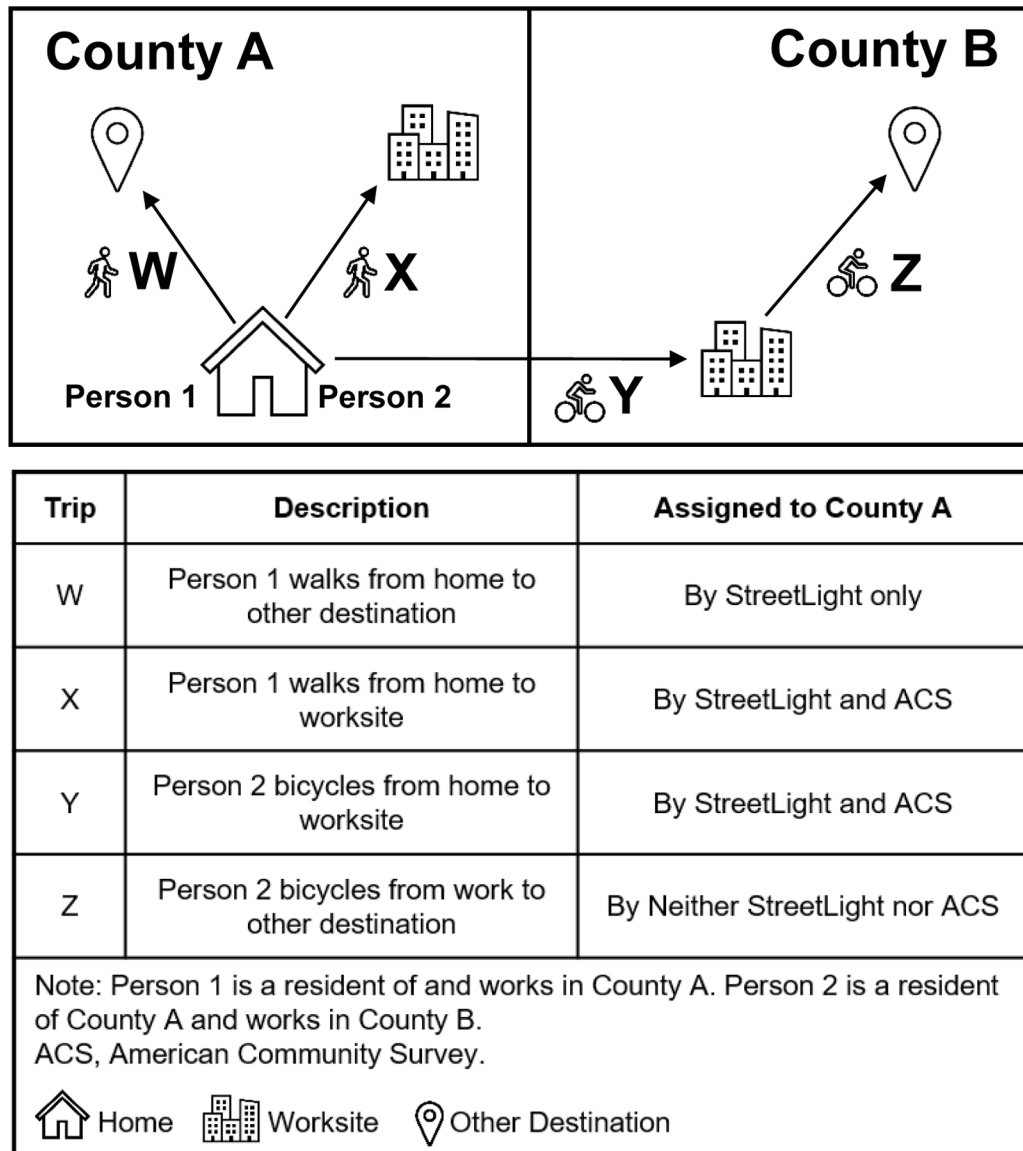 County A
County B
W
X
Z
Person 1
Person 2
Y
Trip
Description
Assigned to County A
W
Person 1 walks from home to
other destination
By StreetLight only
X
Person 1 walks from home to
worksite
By StreetLight and ACS
Y
Person 2 bicycles from home to
worksite
By StreetLight and ACS
Z
Person 2 bicycles from work to
other destination
By Neither StreetLight nor ACS
Note: Person 1 is a resident of and works in County A. Person 2 is a resident
of County A and works in County B.
ACS, American Community Survey.
Home
Worksite
Other Destination